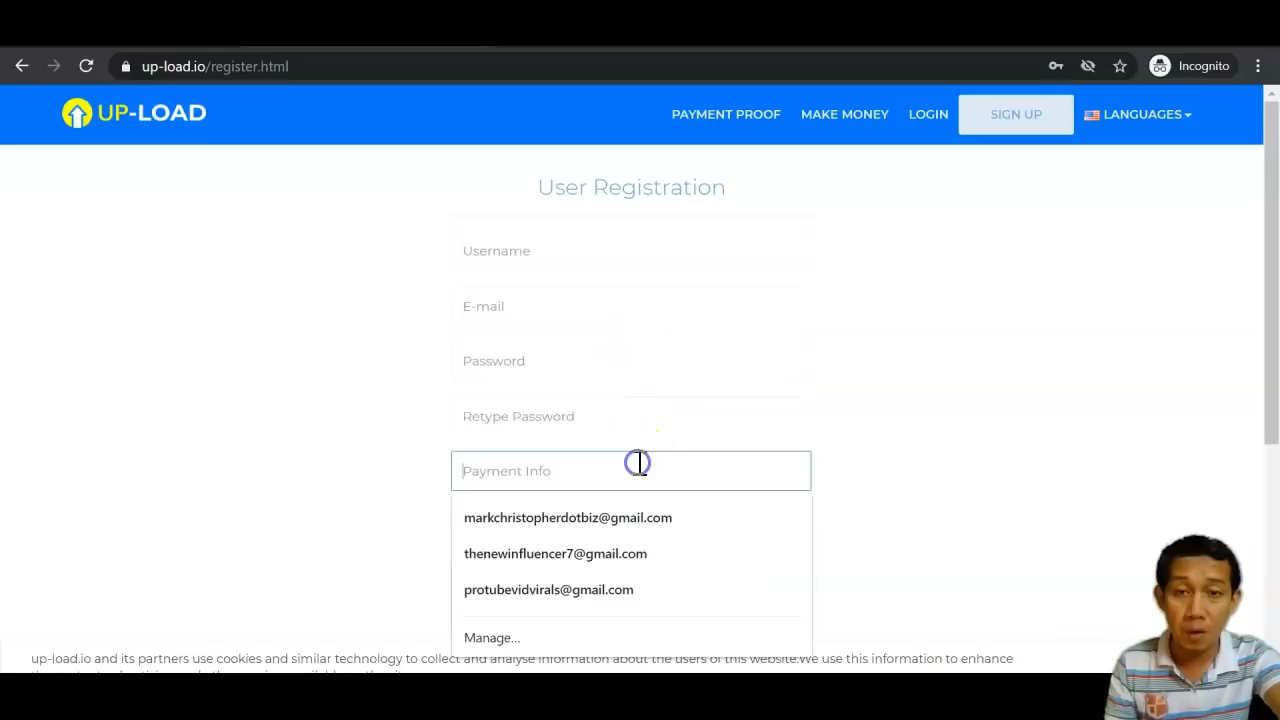 up-load.io/register.html
Incognito
UP-LOAD
PAYMENT PROOF
MAKE MONEY
LOGIN
SIGN UP
LANGUAGES
User Registration
Username
E-mail
Password
Retype Password
Payment Info
markchristopherdotbiz@gmail.com
thenewinfluencer7@gmail.com
protubevidvirals@gmail.com
Manage...
up-load.io and its partners use cookies and similar technology to collect and analyse information about the users of this website.We use this information to enhance